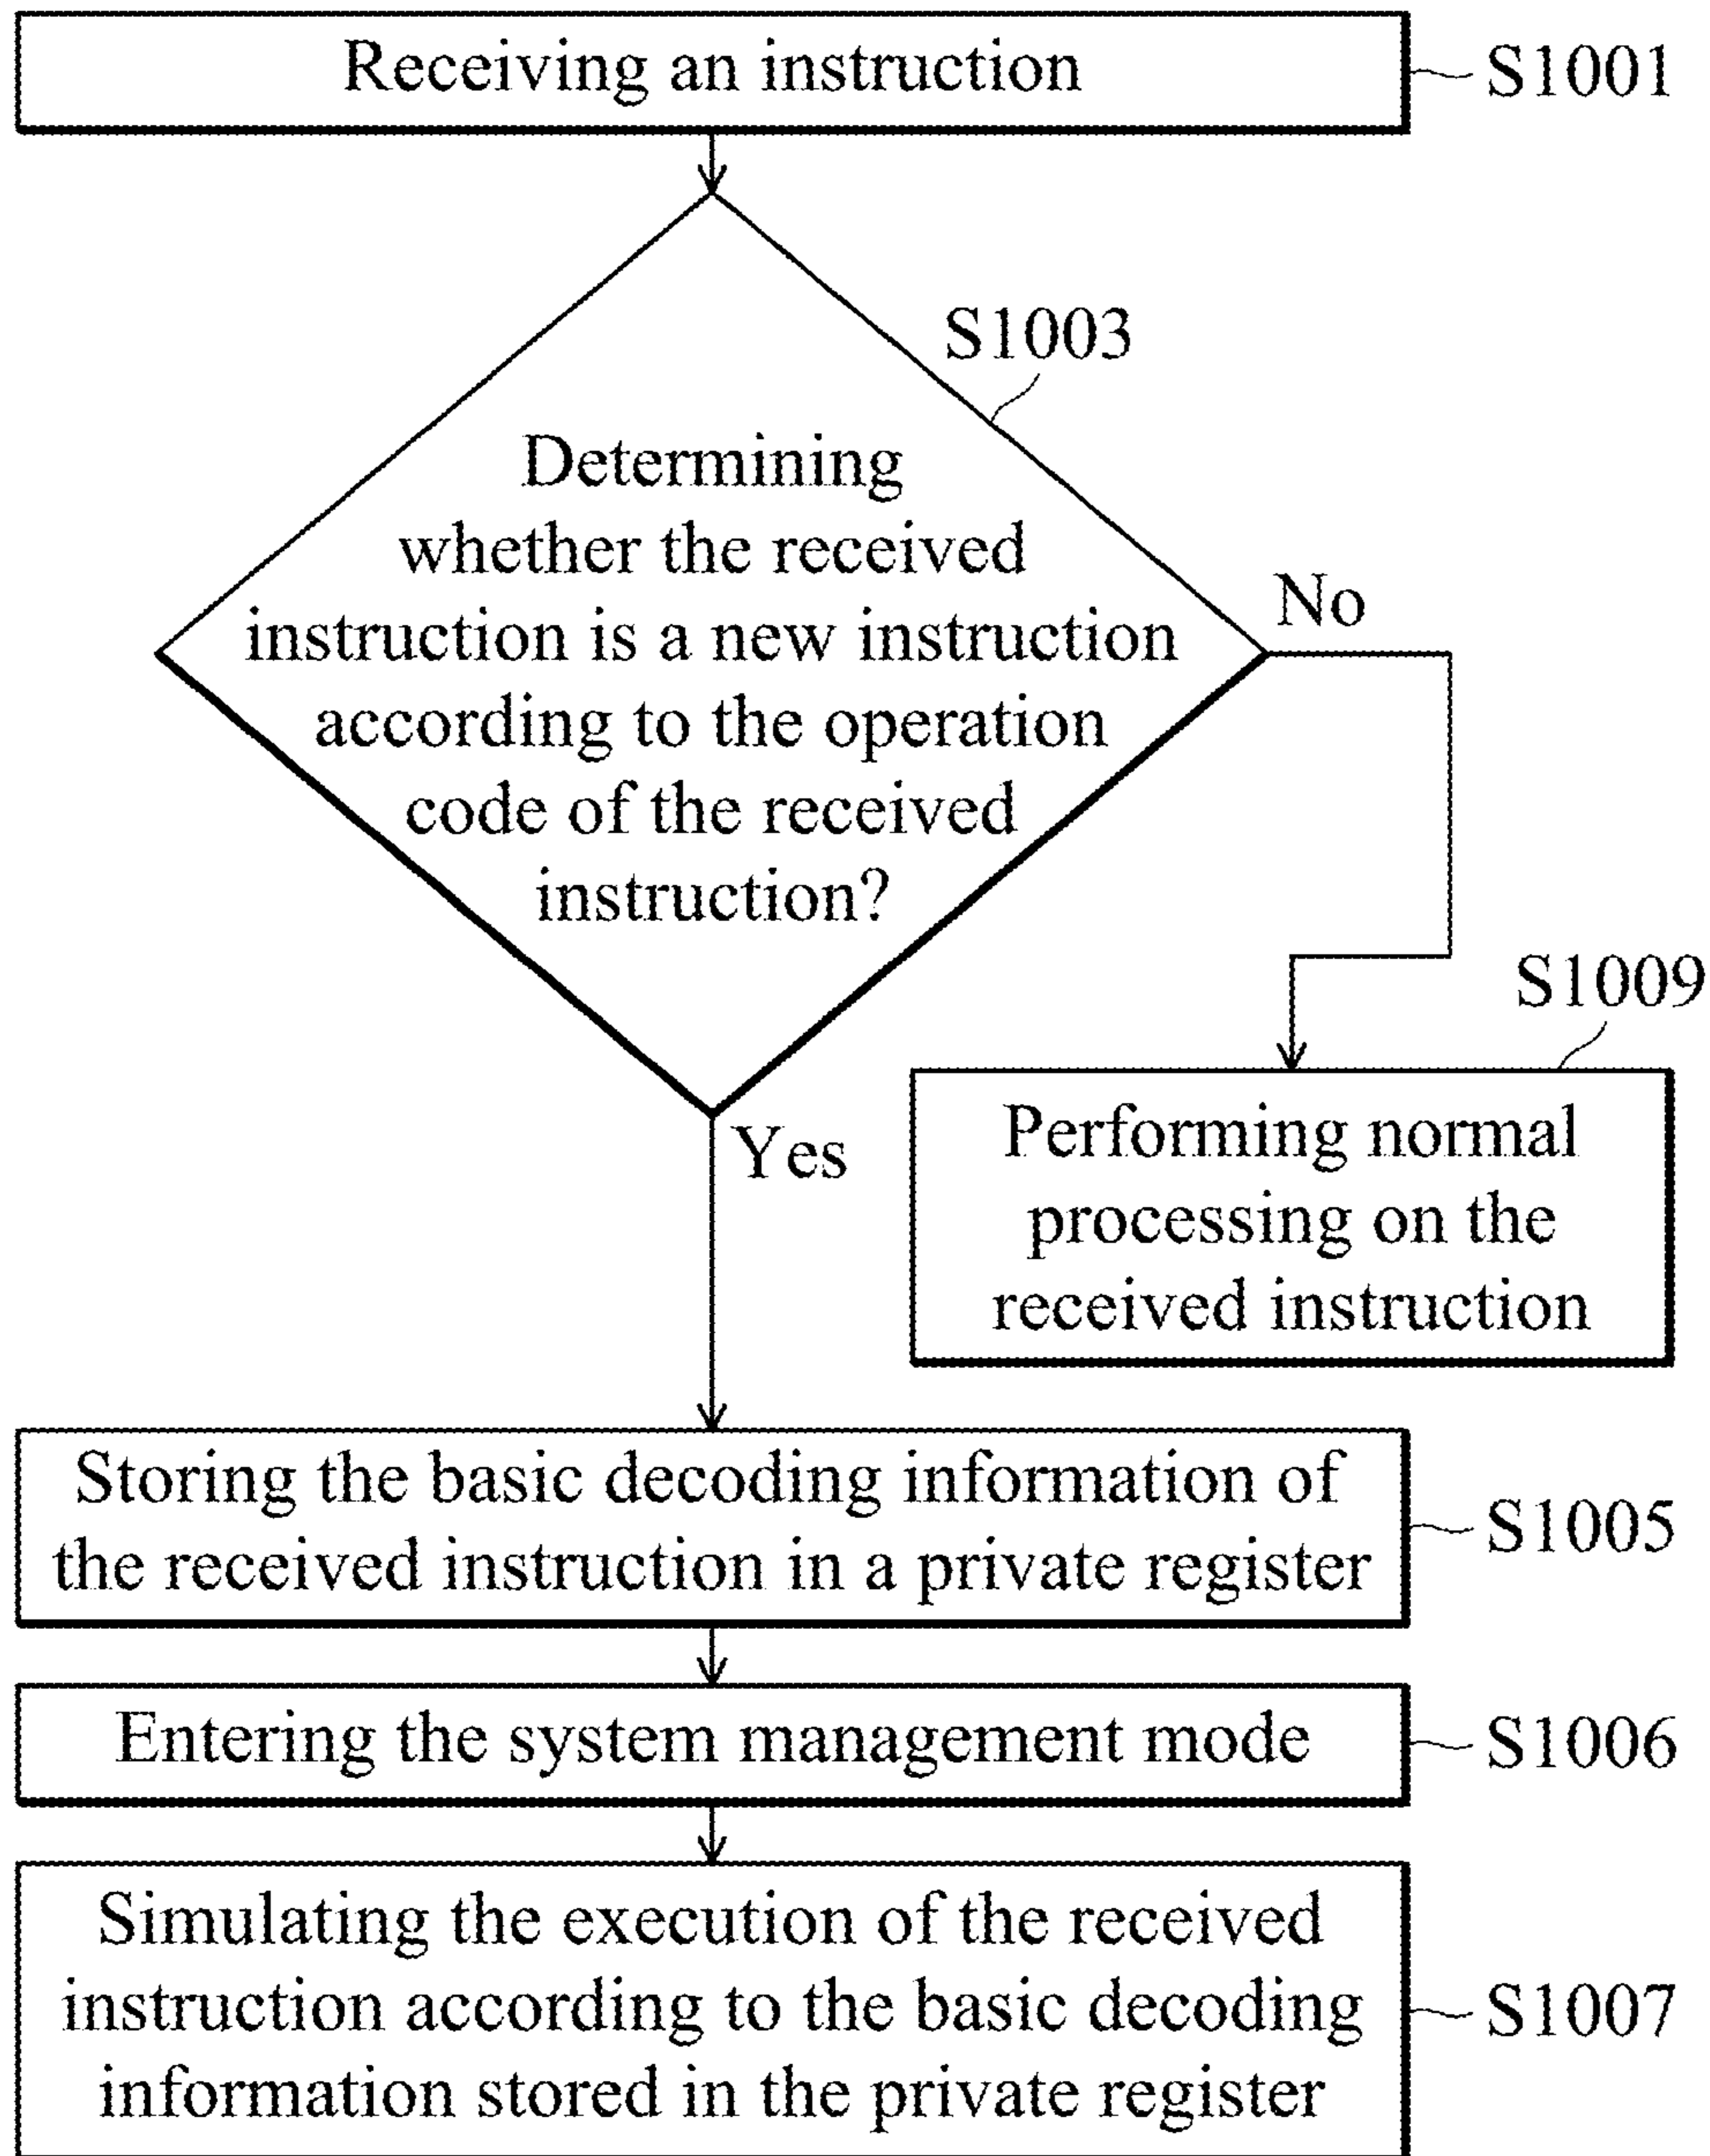 Receiving an instruction
S1001
S1003
Determining
whether the received
instruction is a new instruction
according to the operation
code of the received
instruction?
No
Yes
S1009
Performing normal
processing on the
received instruction
Storing the basic decoding information of
the received instruction in a private register
S1005
Entering the system management mode
S1006
Simulating the execution of the received
instruction according to the basic decoding
information stored in the private register
S1007